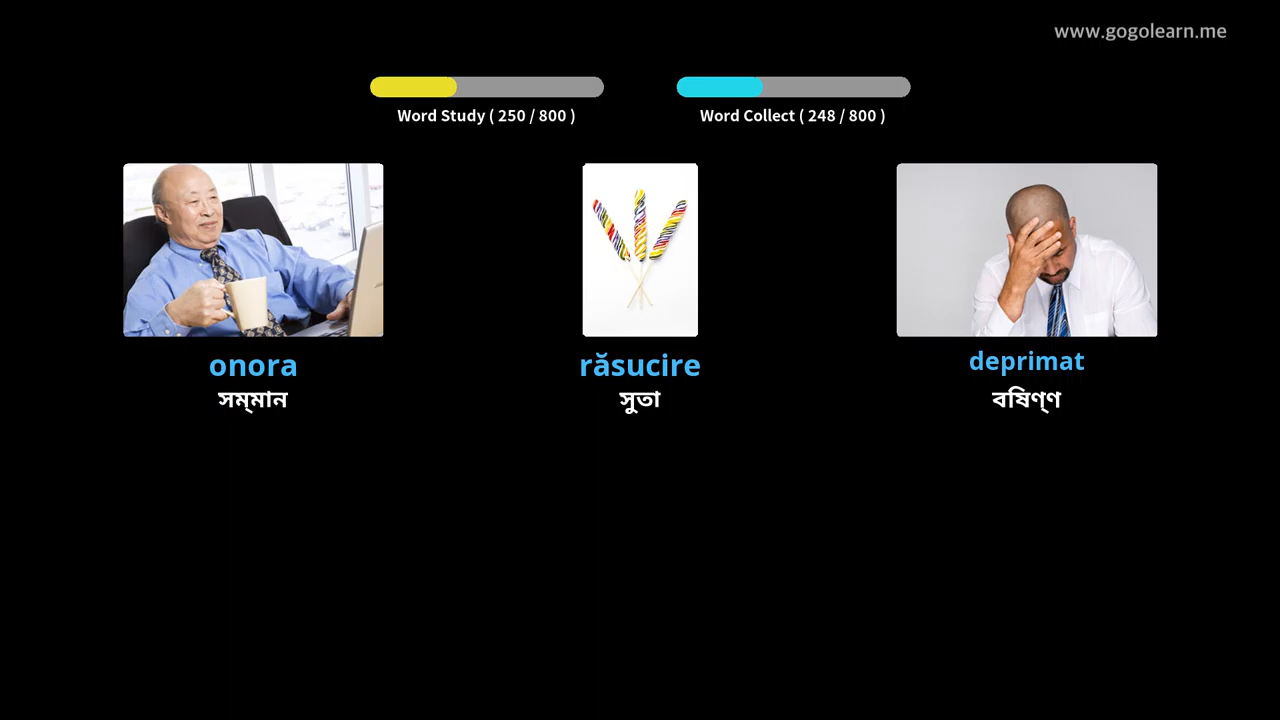 www.gogolearn.me
Word Study ( 250 / 800 )
Word Collect ( 248 / 800 )
onora
răsucire
deprimat
সম্মান
সুতা
বিষণ্ণ